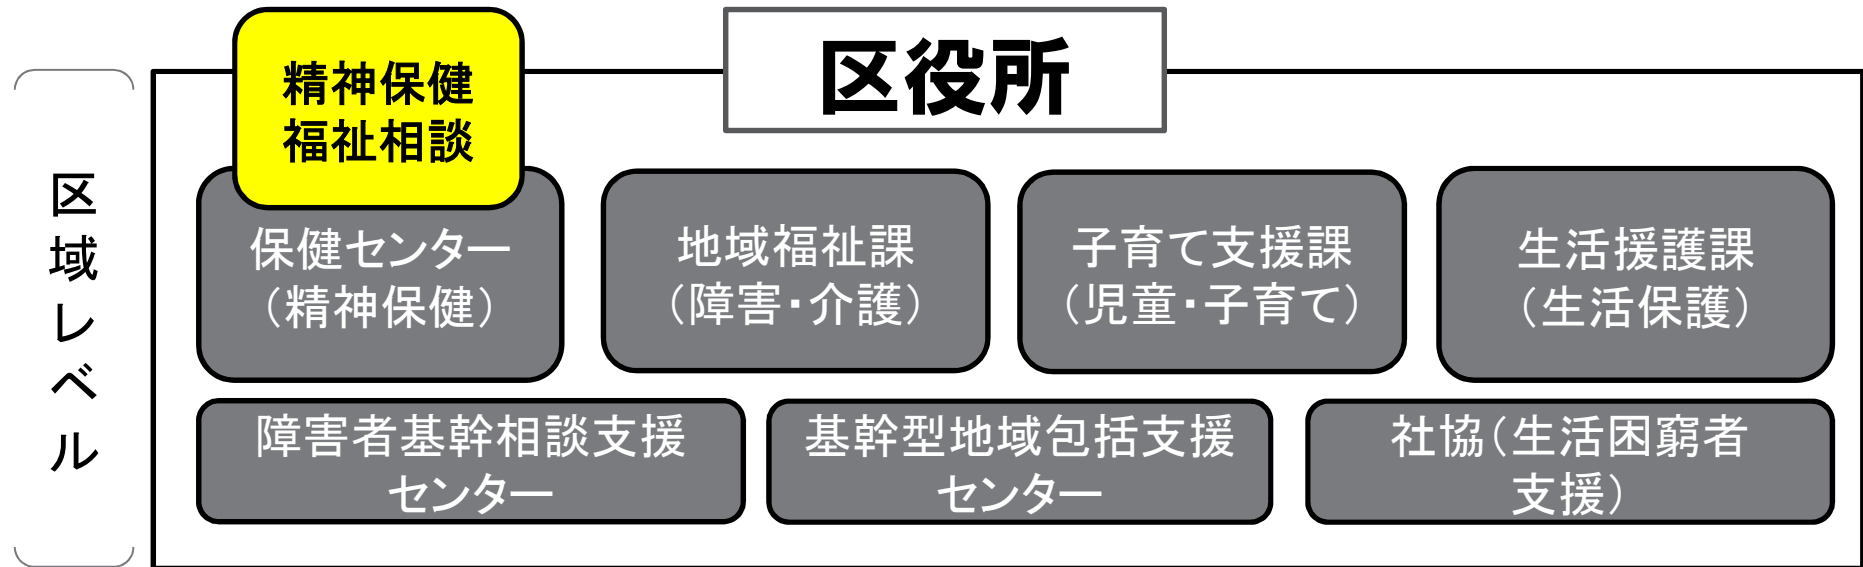 区域レベル
区役所
精神保健
福祉相談
保健センター
（精神保健）
地域福祉課
（障害・介護）
子育て支援課
（児童・子育て）
生活援護課
（生活保護）
障害者基幹相談支援
センター
基幹型地域包括支援
センター
社協（生活困窮者
支援）